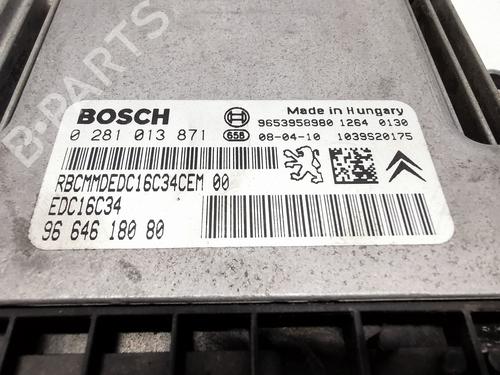 B-PARTS
BOSCH
Made in Hungary
9653958980 1264 0130
0 281 013 871
658
08-04-10 1039S20175
RBCMMDEDC16C34CEM 00
EDC16C34
96 646 180 80